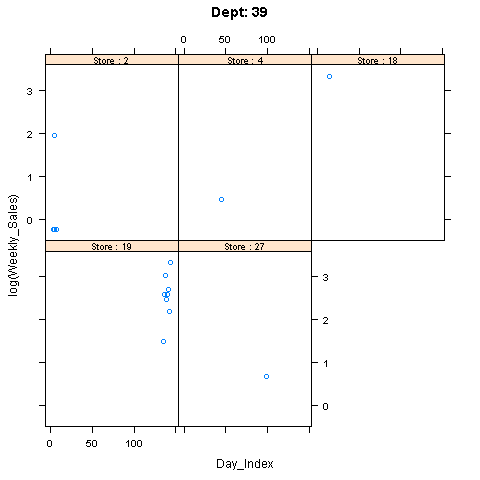 Dept: 39
0 50 100
Store : 2 Store : 4 Store : 18
3
2
1
0
log(Weekly_Sales)
Store : 19 Store : 27
3
2
1
0
0 50 100
Day_Index